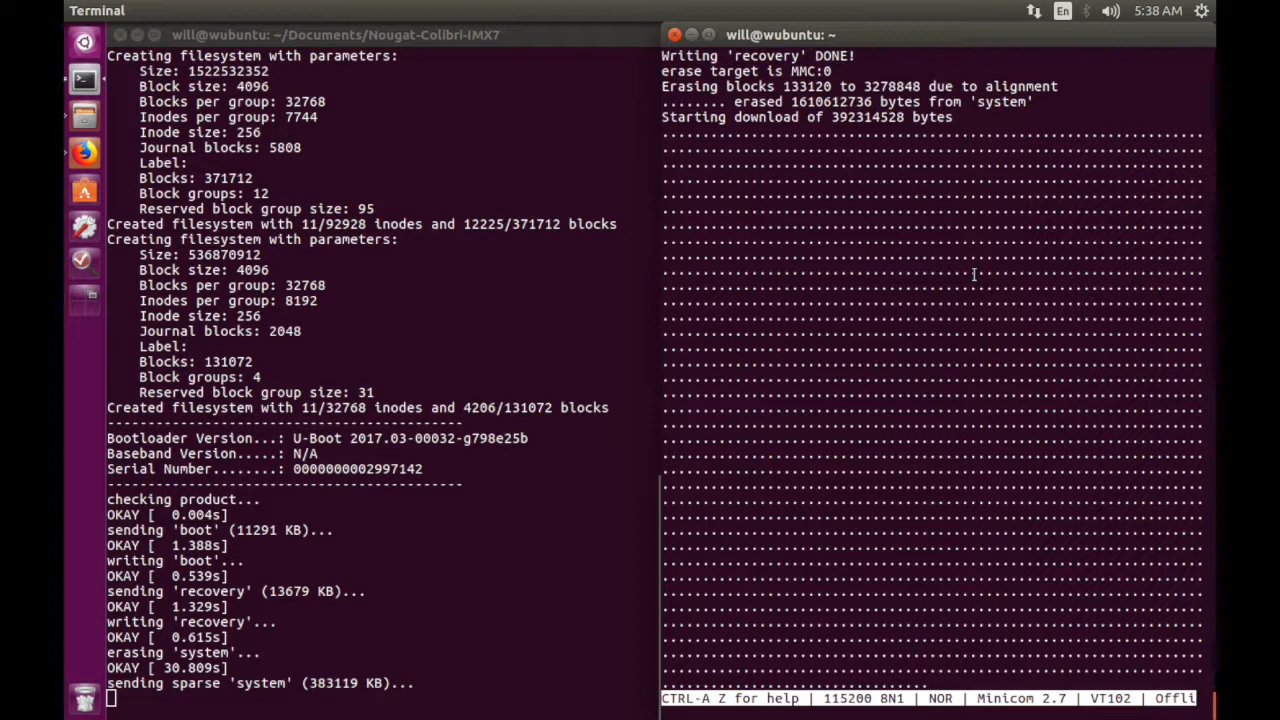 Terminal
En
5:38 AM
will@wubuntu: ~/Documents/Nougat-Colibri-IMX7
Creating filesystem with parameters:
Size: 1522532352
Block size: 4096
Blocks per group: 32768
Inodes per group: 7744
Inode size: 256
Journal blocks: 5808
Label:
Blocks: 371712
Block groups: 12
Reserved block group size: 95
Created filesystem with 11/92928 inodes and 12225/371712 blocks
Creating filesystem with parameters:
Size: 536870912
Block size: 4096
Blocks per group: 32768
Inodes per group: 8192
Inode size: 256
Journal blocks: 2048
Label:
Blocks: 131072
Block groups: 4
Reserved block group size: 31
Created filesystem with 11/32768 inodes and 4206/131072 blocks
--------------------------------------------
Bootloader Version...: U-Boot 2017.03-00032-g798e25b
Baseband Version.....: N/A
Serial Number........: 0000000002997142
--------------------------------------------
checking product...
OKAY [  0.004s]
sending 'boot' (11291 KB)...
OKAY [  1.388s]
writing 'boot'...
OKAY [  0.539s]
sending 'recovery' (13679 KB)...
OKAY [  1.329s]
writing 'recovery'...
OKAY [  0.615s]
erasing 'system'...
OKAY [ 30.809s]
sending sparse 'system' (383119 KB)...
will@wubuntu: ~
Writing 'recovery' DONE!
erase target is MMC:0
Erasing blocks 133120 to 3278848 due to alignment
........ erased 1610612736 bytes from 'system'
Starting download of 392314528 bytes
CTRL-A Z for help | 115200 8N1 | NOR | Minicom 2.7 | VT102 | Offli